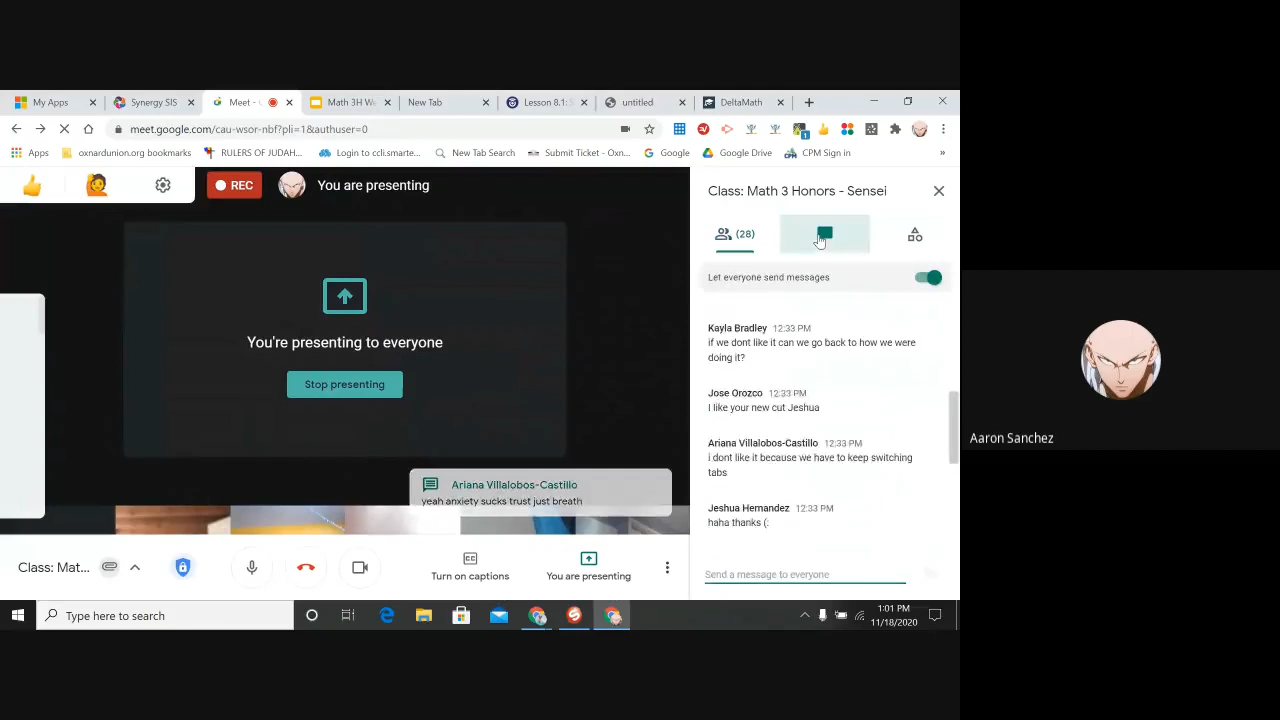 My Apps
Synergy SIS
Meet -
Math 3H We
New Tab
Lesson 8.1: S
untitled
DeltaMath
meet.google.com/cau-wsor-nbf?pli=1&authuser=0
Apps
oxnardunion.org bookmarks
RULERS OF JUDAH...
Login to ccli.smarte...
New Tab Search
Submit Ticket - Oxn...
Google
Google Drive
CPM Sign in
»
REC
You are presenting
Class: Math 3 Honors - Sensei
(28)
Let everyone send messages
Kayla Bradley 12:33 PM
if we dont like it can we go back to how we were
doing it?
Jose Orozco 12:33 PM
I like your new cut Jeshua
Ariana Villalobos-Castillo 12:33 PM
i dont like it because we have to keep switching
tabs
Jeshua Hernandez 12:33 PM
haha thanks (:
Send a message to everyone
You're presenting to everyone
Stop presenting
Ariana Villalobos-Castillo
yeah anxiety sucks trust just breath
Class: Mat...
Turn on captions
You are presenting
Type here to search
1:01 PM
11/18/2020
Aaron Sanchez